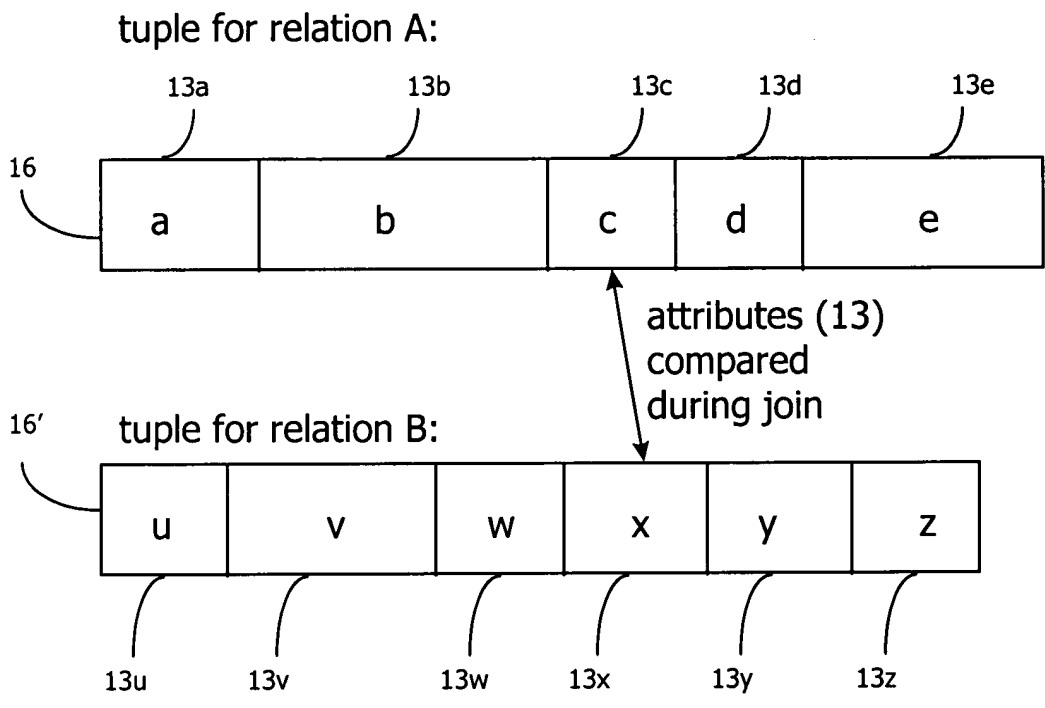 tuple for relation A:
13a 13b 13c 13d 13e
16
a b c d e
attributes (13)
compared
during join
16′
tuple for relation B:
u v w x y z
13u 13v 13w 13x 13y 13z